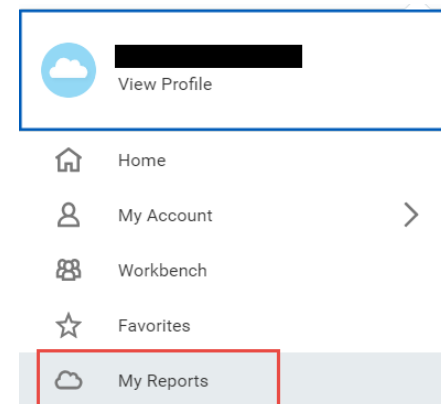 View Profile
Home
My Account
Workbench
Favorites
My Reports